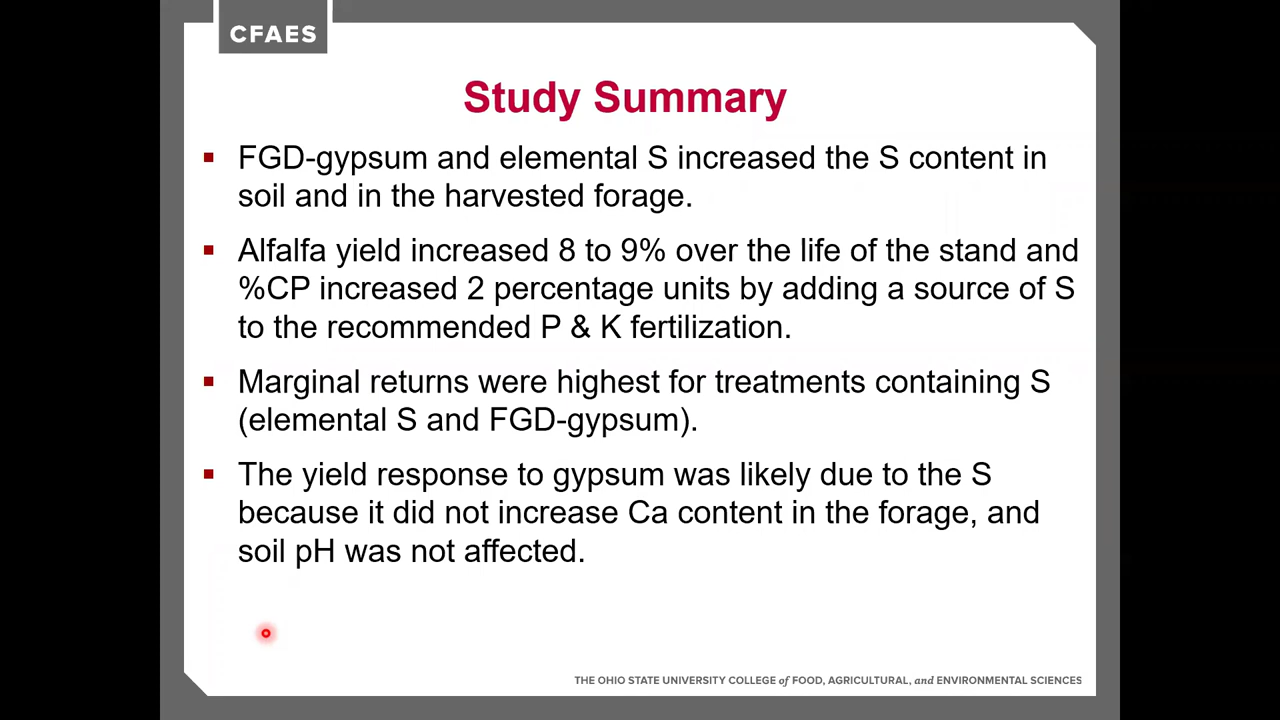 CFAES
Study Summary
▪ FGD-gypsum and elemental S increased the S content in
soil and in the harvested forage.
▪ Alfalfa yield increased 8 to 9% over the life of the stand and
%CP increased 2 percentage units by adding a source of S
to the recommended P & K fertilization.
▪ Marginal returns were highest for treatments containing S
(elemental S and FGD-gypsum).
▪ The yield response to gypsum was likely due to the S
because it did not increase Ca content in the forage, and
soil pH was not affected.
THE OHIO STATE UNIVERSITY COLLEGE of FOOD, AGRICULTURAL, and ENVIRONMENTAL SCIENCES